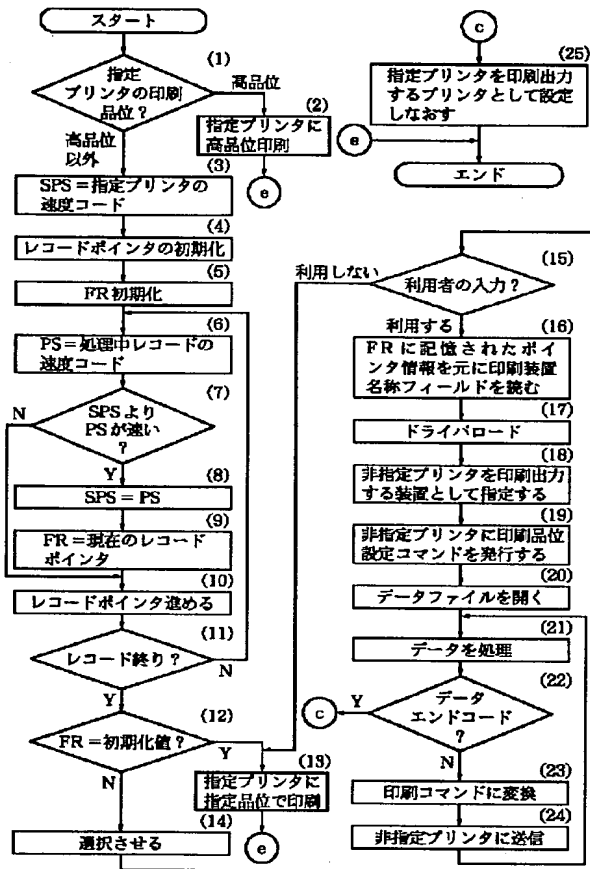 スタート
(1)
指定
プリンタの印刷
品位？
高品位
高品位
以外
(2)
指定プリンタに
高品位印刷
e
(3)
SPS＝指定プリンタの
速度コード
(4)
レコードポインタの初期化
(5)
FR初期化
(6)
PS＝処理中レコードの
速度コード
(7)
SPSより
PSが速い
？
N
Y
(8)
SPS＝PS
(9)
FR＝現在のレコード
ポインタ
(10)
レコードポインタ進める
(11)
レコード終り？
N
Y
(12)
FR＝初期化値？
Y
N
(13)
指定プリンタに
指定品位で印刷
e
(14)
選択させる
c
(25)
指定プリンタを印刷出力
するプリンタとして設定
しなおす
e
エンド
(15)
利用者の入力？
利用しない
利用する
(16)
FRに記憶されたポイ
ンタ情報を元に印刷装置
名称フィールドを読む
(17)
ドライバロード
(18)
非指定プリンタを印刷出力
する装置として指定する
(19)
非指定プリンタに印刷品位
設定コマンドを発行する
(20)
データファイルを開く
(21)
データを処理
(22)
データ
エンドコード
？
Y
c
N
(23)
印刷コマンドに変換
(24)
非指定プリンタに送信